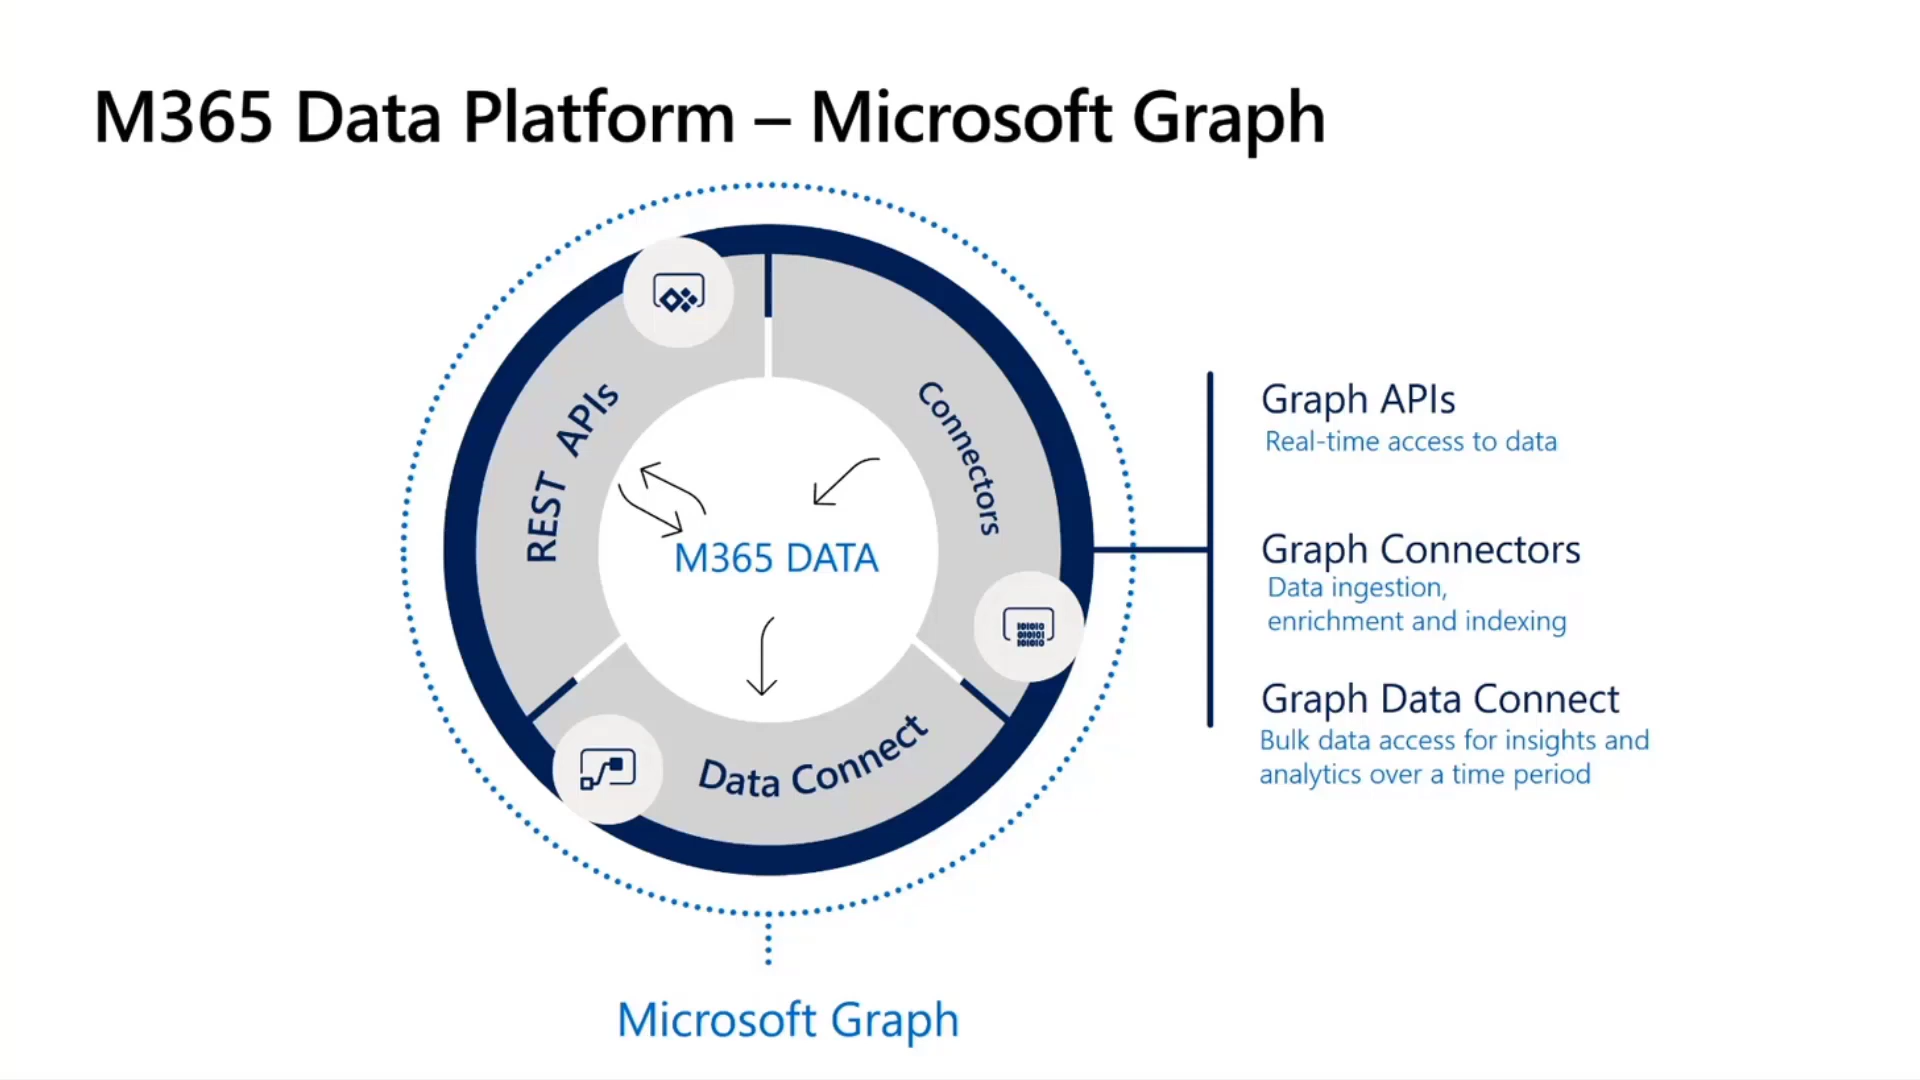 M365 Data Platform – Microsoft Graph
REST APIs
Connectors
M365 DATA
Data Connect
Graph APIs
Real-time access to data
Graph Connectors
Data ingestion,
enrichment and indexing
Graph Data Connect
Bulk data access for insights and
analytics over a time period
Microsoft Graph
01010
01010